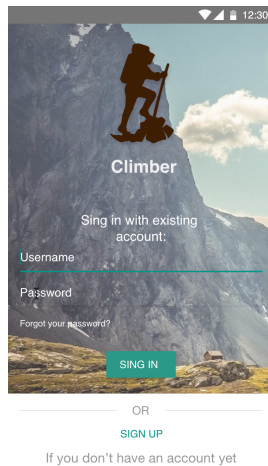 12:30
Climber
Sing in with existing
account:
Username
Password
Forgot your password?
SING IN
OR
SIGN UP
If you don't have an account yet